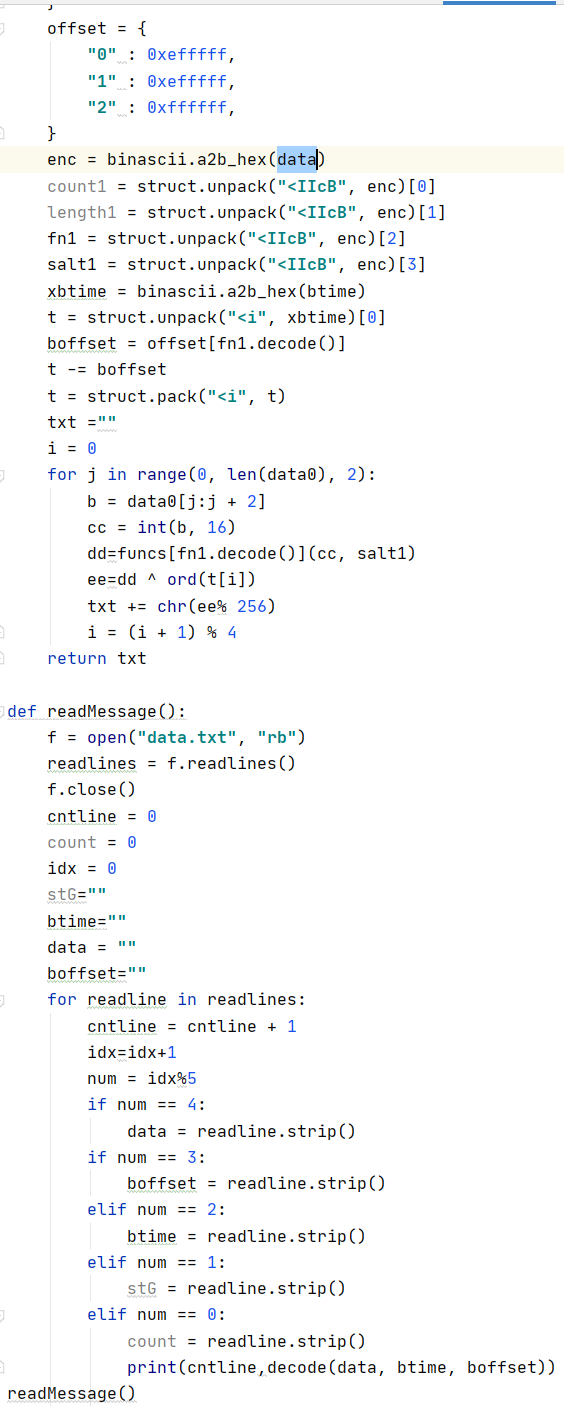 offset = {
"0" : 0xefffff,
"1" : 0xefffff,
"2" : 0xffffff,
}
enc = binascii.a2b_hex(data)
count1 = struct.unpack("<IIcB", enc)[0]
length1 = struct.unpack("<IIcB", enc)[1]
fn1 = struct.unpack("<IIcB", enc)[2]
salt1 = struct.unpack("<IIcB", enc)[3]
xbtime = binascii.a2b_hex(btime)
t = struct.unpack("<i", xbtime)[0]
boffset = offset[fn1.decode()]
t -= boffset
t = struct.pack("<i", t)
txt =""
i = 0
for j in range(0, len(data0), 2):
b = data0[j:j + 2]
cc = int(b, 16)
dd=funcs[fn1.decode()](cc, salt1)
ee=dd ^ ord(t[i])
txt += chr(ee% 256)
i = (i + 1) % 4
return txt
def readMessage():
f = open("data.txt", "rb")
readlines = f.readlines()
f.close()
cntline = 0
count = 0
idx = 0
stG=""
btime=""
data = ""
boffset=""
for readline in readlines:
cntline = cntline + 1
idx=idx+1
num = idx%5
if num == 4:
data = readline.strip()
if num == 3:
boffset = readline.strip()
elif num == 2:
btime = readline.strip()
elif num == 1:
stG = readline.strip()
elif num == 0:
count = readline.strip()
print(cntline,decode(data, btime, boffset))
readMessage()